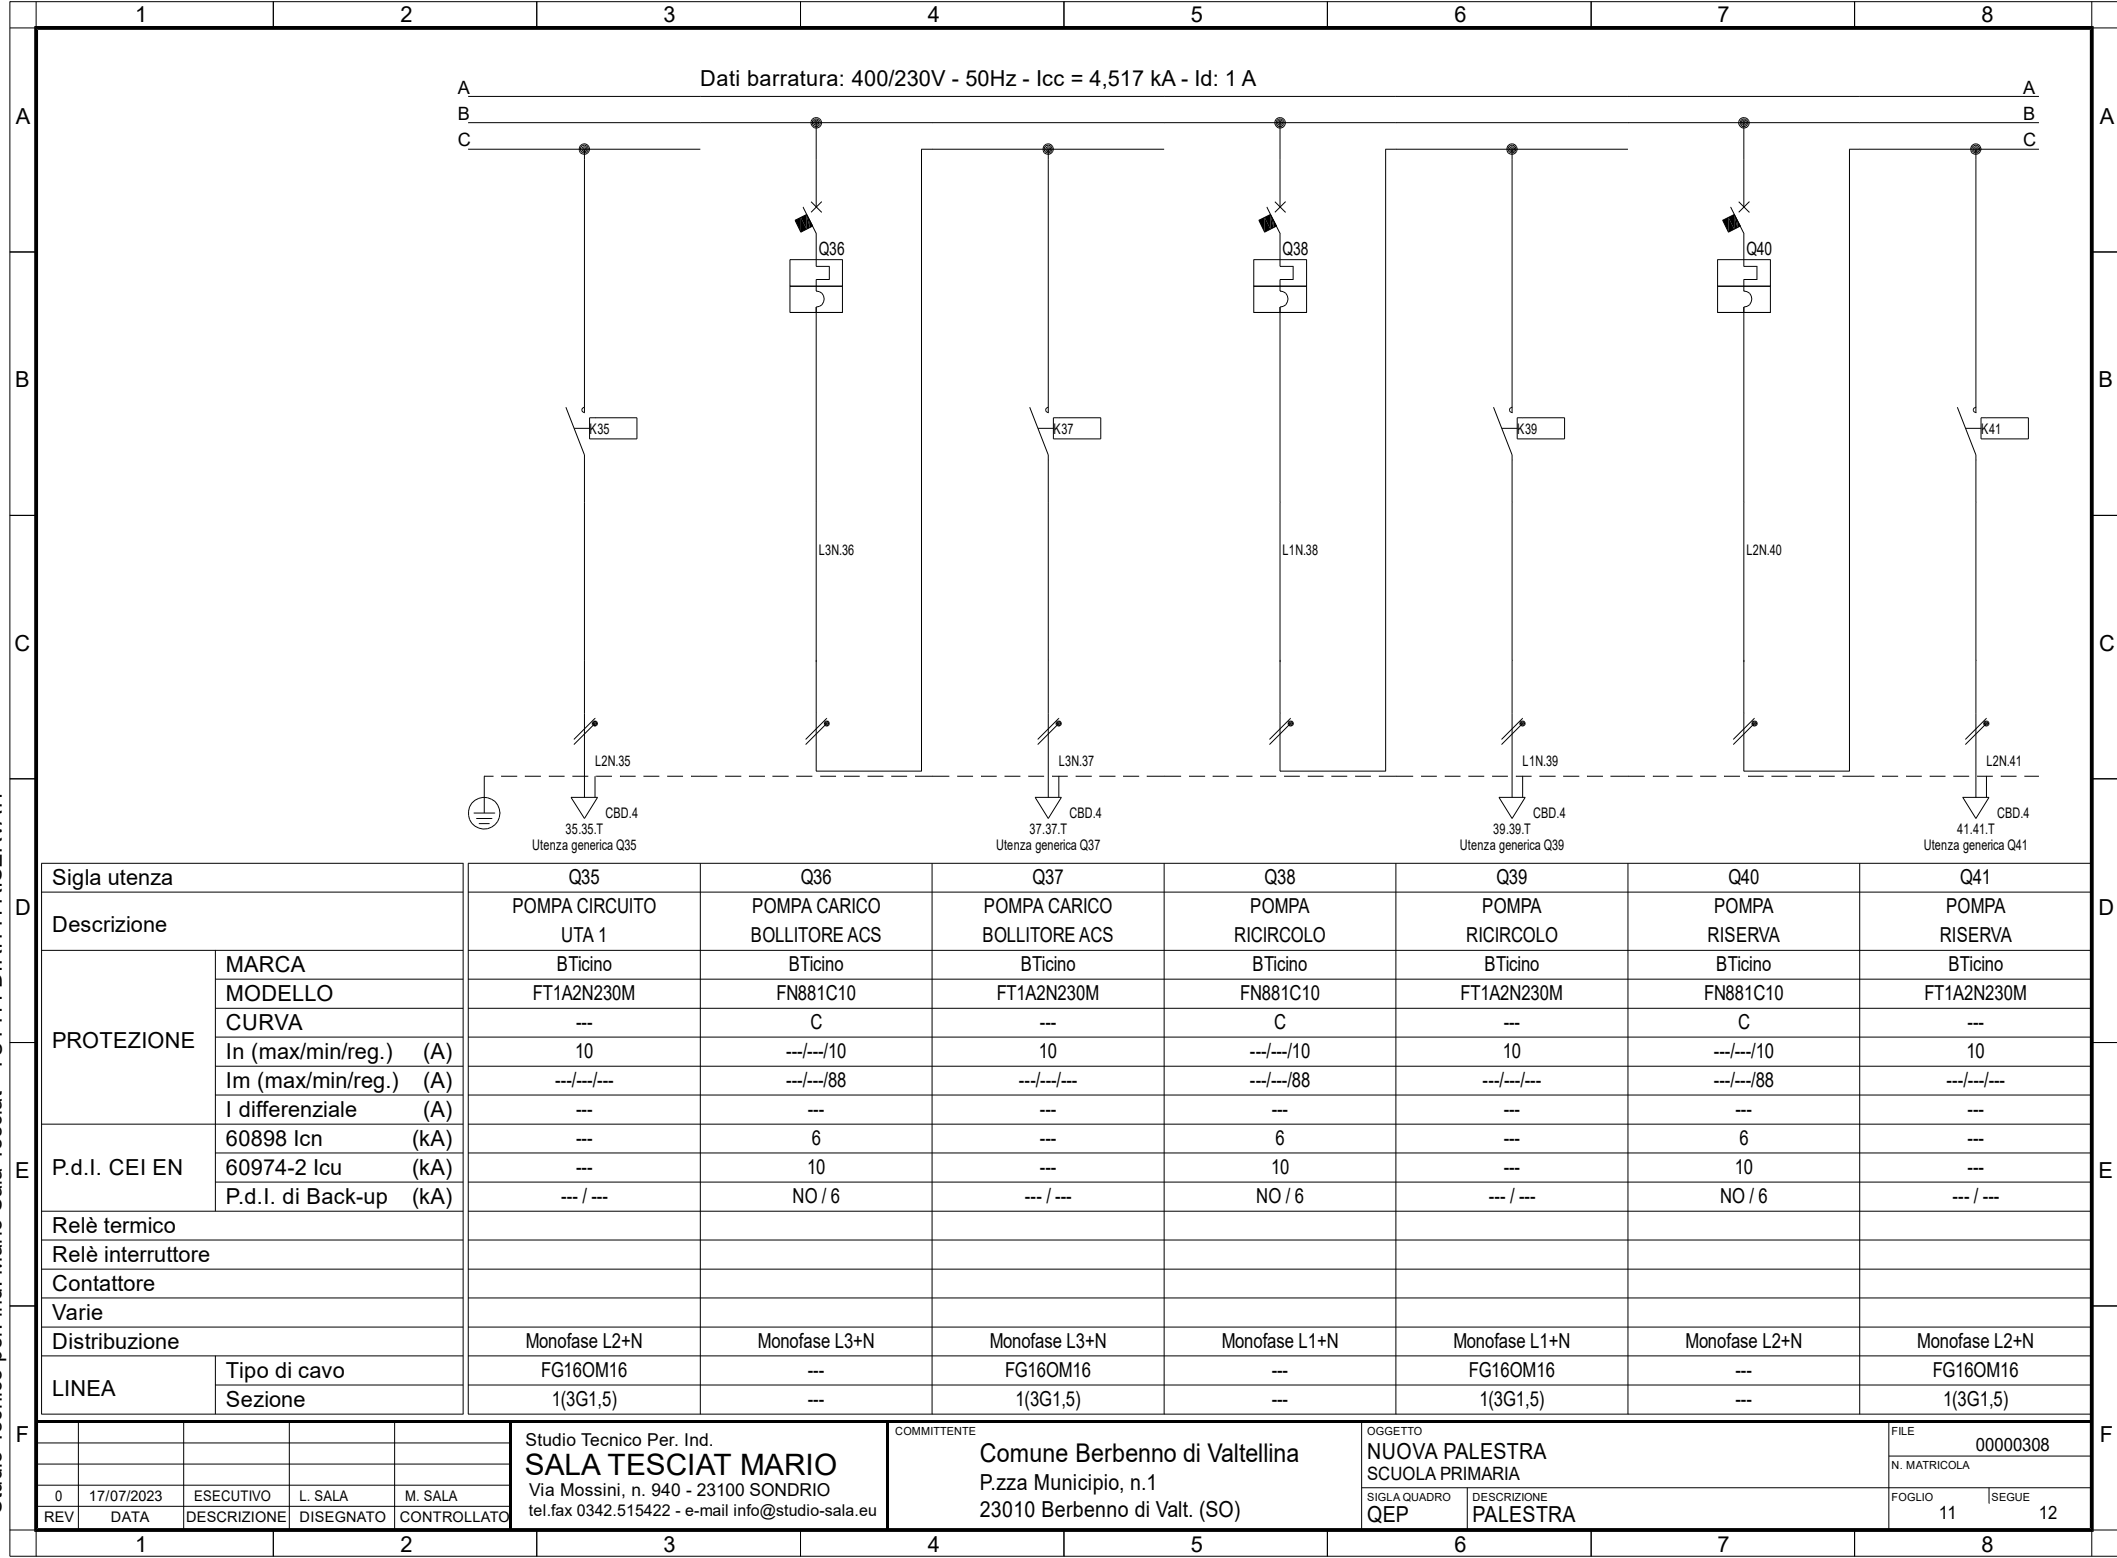 1 2 3 4 5 6 7 8
Dati barratura: 400/230V - 50Hz - Icc = 4,517 kA - Id: 1 A
A A
B B
C C
A A
Q36 Q38 Q40
B B
K35 K37 K39 K41
L3N.36 L1N.38 L2N.40
C C
L2N.35 L3N.37 L1N.39 L2N.41
CBD.4 CBD.4 CBD.4 CBD.4
35.35.T 37.37.T 39.39.T 41.41.T
Utenza generica Q35 Utenza generica Q37 Utenza generica Q39 Utenza generica Q41
Sigla utenza Q35 Q36 Q37 Q38 Q39 Q40 Q41
D D
Descrizione
POMPA CIRCUITO POMPA CARICO POMPA CARICO POMPA POMPA POMPA POMPA
UTA 1 BOLLITORE ACS BOLLITORE ACS RICIRCOLO RICIRCOLO RISERVA RISERVA
PROTEZIONE
MARCA BTicino BTicino BTicino BTicino BTicino BTicino BTicino
MODELLO FT1A2N230M FN881C10 FT1A2N230M FN881C10 FT1A2N230M FN881C10 FT1A2N230M
CURVA --- C --- C --- C ---
In (max/min/reg.) (A) 10 ---/---/10 10 ---/---/10 10 ---/---/10 10
Im (max/min/reg.) (A) ---/---/--- ---/---/88 ---/---/--- ---/---/88 ---/---/--- ---/---/88 ---/---/---
I differenziale (A) --- --- --- --- --- --- ---
P.d.I. CEI EN
60898 Icn (kA) --- 6 --- 6 --- 6 ---
60974-2 Icu (kA) --- 10 --- 10 --- 10 ---
P.d.I. di Back-up (kA) --- / --- NO / 6 --- / --- NO / 6 --- / --- NO / 6 --- / ---
E E
Relè termico
Relè interruttore
Contattore
Varie
Distribuzione Monofase L2+N Monofase L3+N Monofase L3+N Monofase L1+N Monofase L1+N Monofase L2+N Monofase L2+N
LINEA
Tipo di cavo FG16OM16 --- FG16OM16 --- FG16OM16 --- FG16OM16
Sezione 1(3G1,5) --- 1(3G1,5) --- 1(3G1,5) --- 1(3G1,5)
F F
0 17/07/2023 ESECUTIVO L. SALA M. SALA
REV DATA DESCRIZIONE DISEGNATO CONTROLLATO
Studio Tecnico Per. Ind.
SALA TESCIAT MARIO
Via Mossini, n. 940 - 23100 SONDRIO
tel.fax 0342.515422 - e-mail info@studio-sala.eu
COMMITTENTE
Comune Berbenno di Valtellina
P.zza Municipio, n.1
23010 Berbenno di Valt. (SO)
OGGETTO
NUOVA PALESTRA
SCUOLA PRIMARIA
SIGLA QUADRO
QEP
DESCRIZIONE
PALESTRA
FILE
00000308
N. MATRICOLA
FOGLIO
11
SEGUE
12
1 2 3 4 5 6 7 8